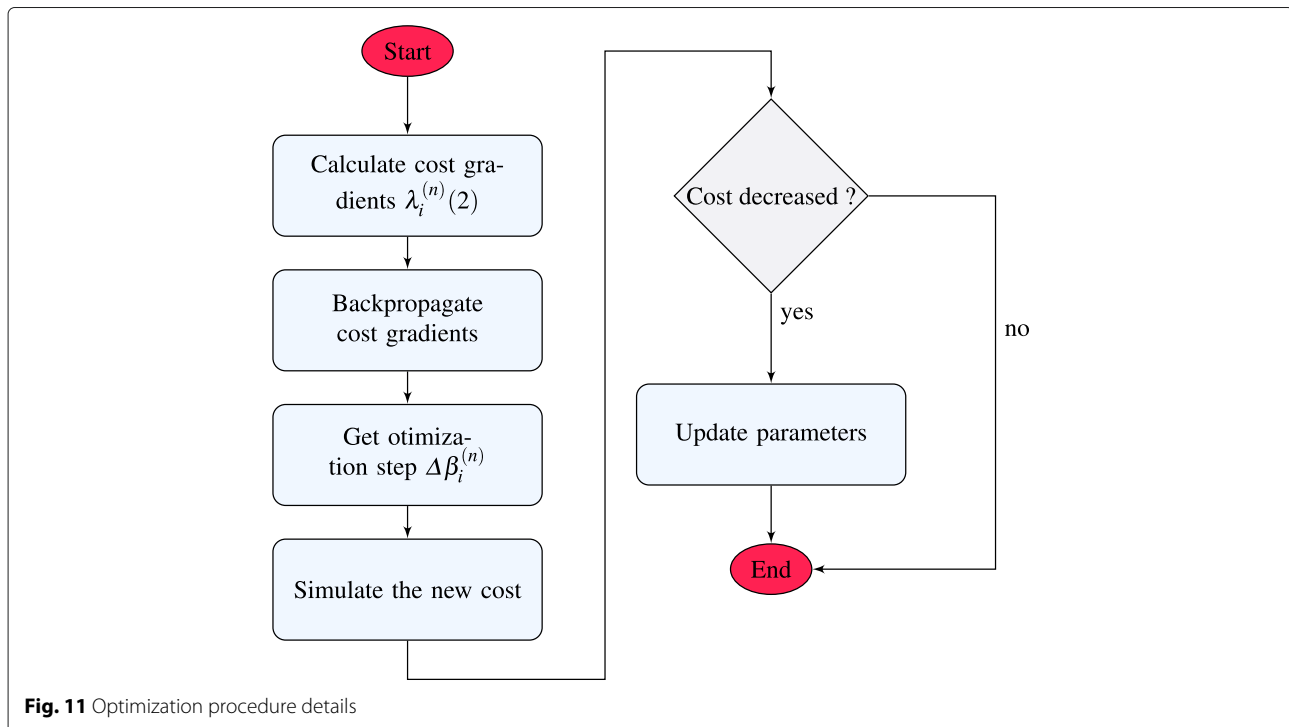 Start
Calculate cost gra-
dients λ_i^{(n)}(2)
Backpropagate
cost gradients
Get otimiza-
tion step Δβ_i^{(n)}
Simulate the new cost
Cost decreased ?
yes
no
Update parameters
End
Fig. 11 Optimization procedure details